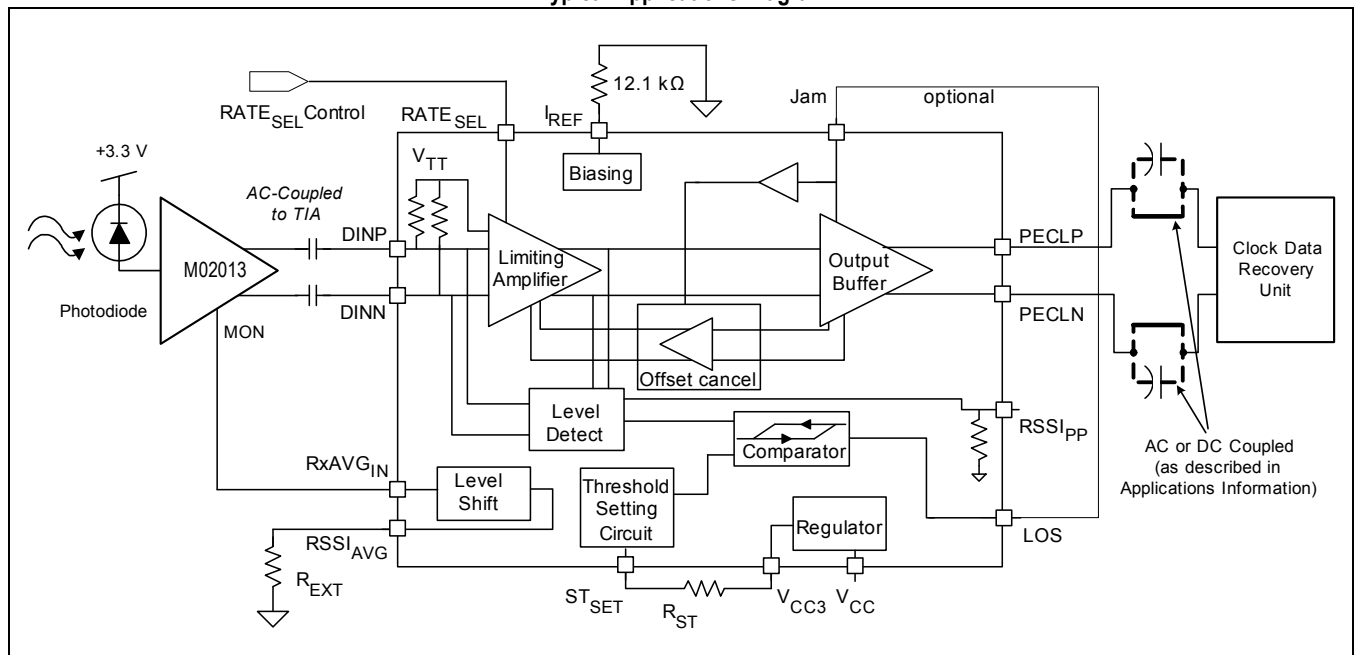 12.1 kΩ
Jam
optional
RATE_SEL Control
RATE_SEL
I_REF
+3.3 V
V_TT
Biasing
AC-Coupled
to TIA
DINP
PECLP
M02013
Limiting
Amplifier
Output
Buffer
Clock Data
Recovery
Unit
Photodiode
DINN
PECLN
MON
Offset cancel
Level
Detect
RSSI_PP
Comparator
AC or DC Coupled
(as described in
Applications Information)
RxAVG_IN
Level
Shift
Threshold
Setting
Circuit
Regulator
LOS
RSSI_AVG
R_EXT
ST_SET
R_ST
V_CC3
V_CC